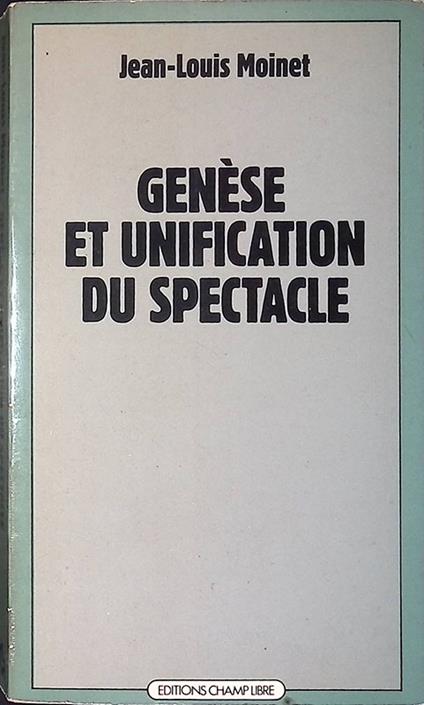 Jean-Louis Moinet
GENÈSE
ET UNIFICATION
DU SPECTACLE
EDITIONS CHAMP LIBRE